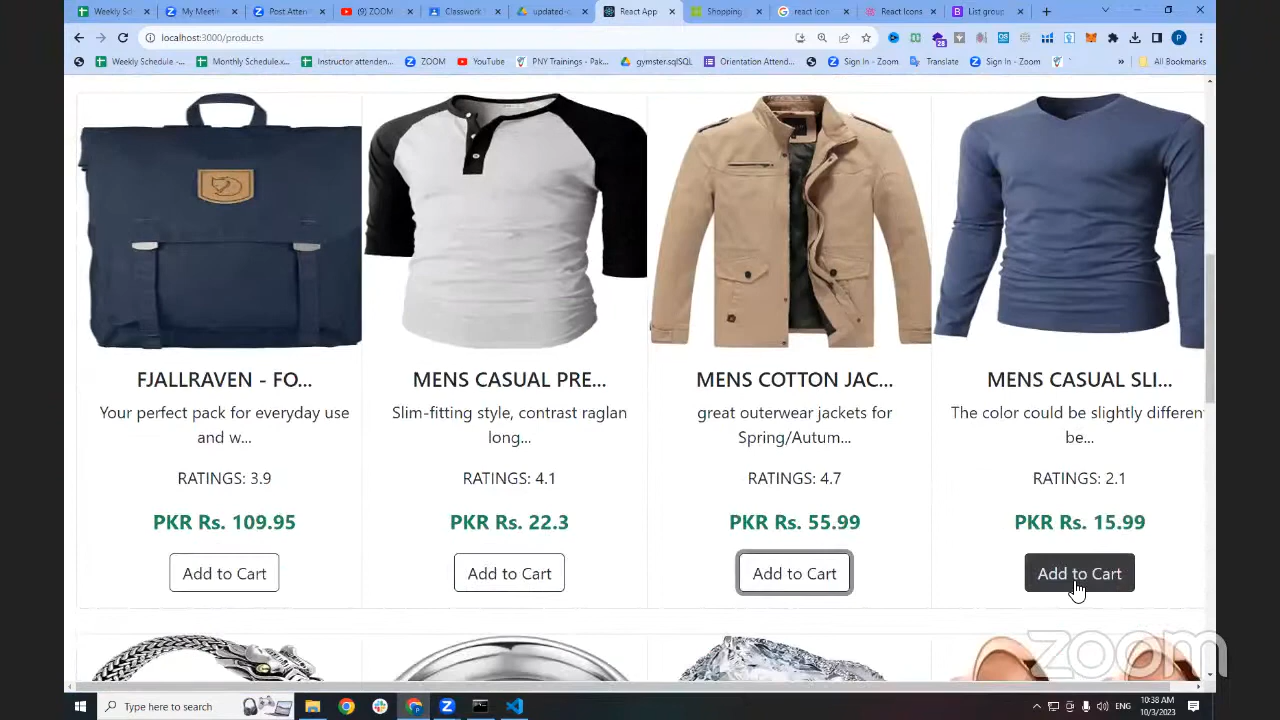 Weekly Sch
My Meetin
Post Atten
(9) ZOOM
Classwork
updated-c
React App
Shopping
react icon
React Icons
List group
localhost:3000/products
28
P
Weekly Schedule -...
Monthly Schedule.x...
Instructor attenden...
ZOOM
YouTube
PNY Trainings - Pak...
gymster.sqlSQL
Orientation Attend...
Sign In - Zoom
Translate
Sign In - Zoom
»
All Bookmarks
FJALLRAVEN - FO...
Your perfect pack for everyday use
and w...
RATINGS: 3.9
PKR Rs. 109.95
Add to Cart
MENS CASUAL PRE...
Slim-fitting style, contrast raglan
long...
RATINGS: 4.1
PKR Rs. 22.3
Add to Cart
MENS COTTON JAC...
great outerwear jackets for
Spring/Autum...
RATINGS: 4.7
PKR Rs. 55.99
Add to Cart
MENS CASUAL SLI...
The color could be slightly differen
be...
RATINGS: 2.1
PKR Rs. 15.99
Add to Cart
zoom
Type here to search
ENG
10:38 AM
10/3/2023